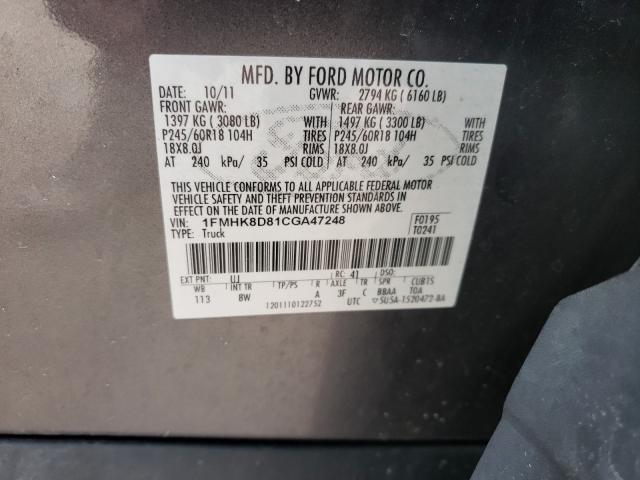 MFD. BY FORD MOTOR CO.
DATE: 10/11 GVWR: 2794 KG ( 6160 LB)
FRONT GAWR: REAR GAWR:
1397 KG ( 3080 LB) WITH 1497 KG ( 3300 LB) WITH
P245/60R18 104H TIRES P245/60R18 104H TIRES
18X8.0J RIMS 18X8.0J RIMS
AT 240 kPa/ 35 PSI COLD AT 240 kPa/ 35 PSI COLD
THIS VEHICLE CONFORMS TO ALL APPLICABLE FEDERAL MOTOR
VEHICLE SAFETY AND THEFT PREVENTION STANDARDS IN
EFFECT ON THE DATE OF MANUFACTURE SHOWN ABOVE.
VIN: 1FMHK8D81CGA47248 F0195
TYPE: Truck T0241
EXT PNT: UJ RC: 41 DSO:
WB INT TR TP/PS R AXLE TR SPR CUB1S
113 8W A 3F C BBAA TOA
1201110122752 UTC 5U5A-1520472-BA